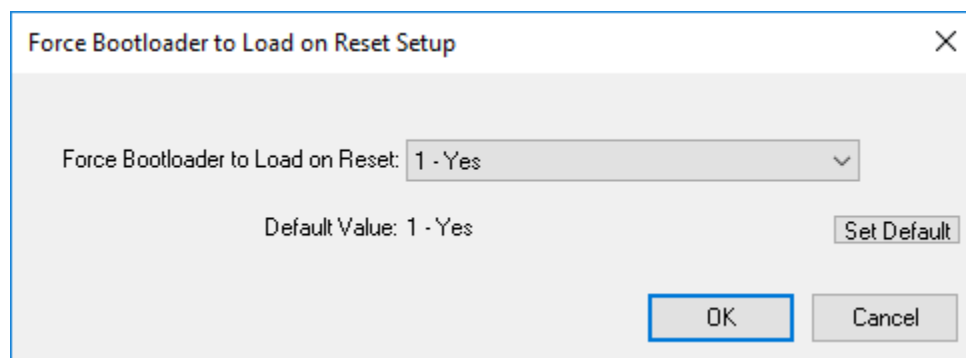 Force Bootloader to Load on Reset Setup
Force Bootloader to Load on Reset: 1 - Yes
Default Value: 1 - Yes
Set Default
OK
Cancel